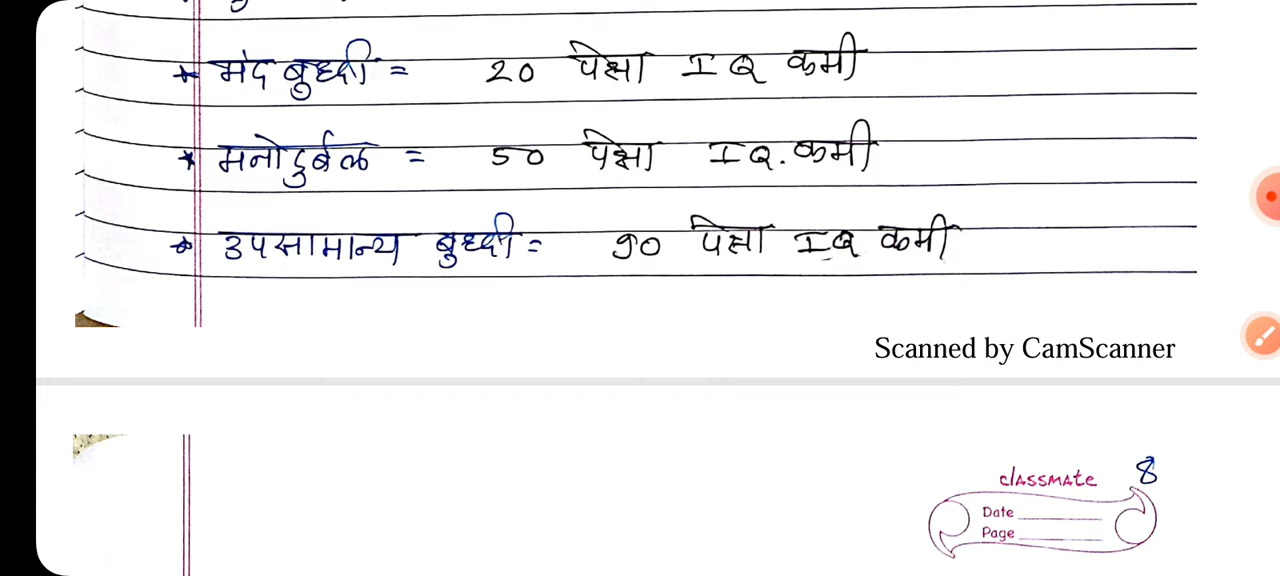 * मंद बुध्दी = 20 पेक्षा IQ कमी
* मनोदुर्बल = 50 पेक्षा IQ. कमी
* उपसामान्य बुध्दी = 90 पेक्षा IQ कमी
Scanned by CamScanner
classmate 8
Date
Page